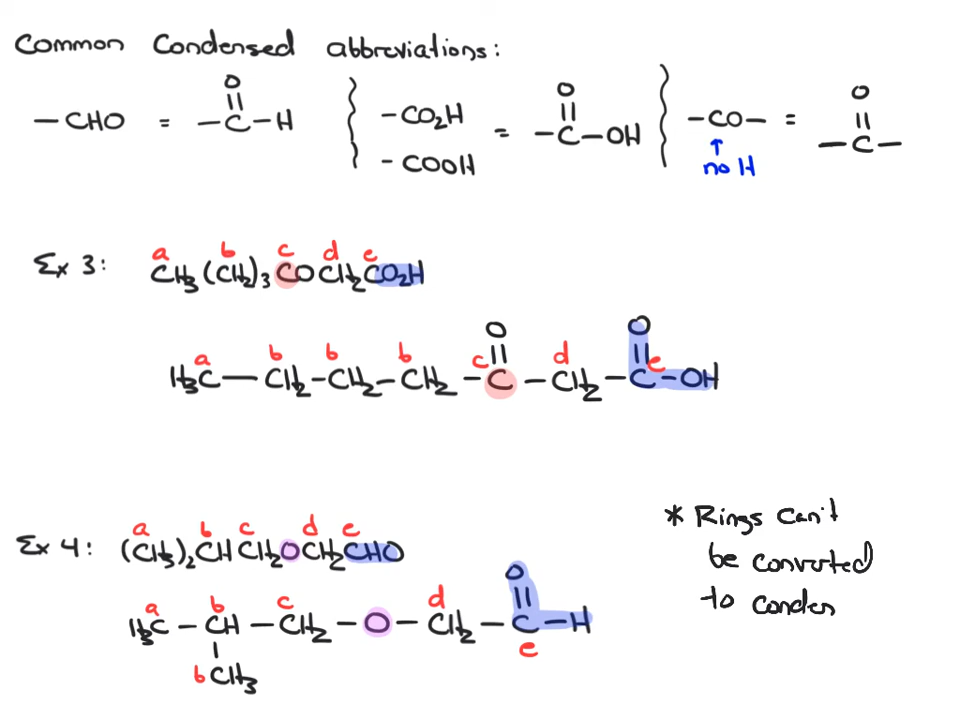 Common Condensed abbreviations:
O O O
—CHO = —C—H -CO2H = —C—OH -CO— = —C—
-COOH no H
a b c d e
Ex 3: CH3(CH2)3COCH2CO2H
O O
a b b b c d e
H3C—CH2—CH2—CH2—C—CH2—C—OH
a b c d e
Ex 4: (CH3)2CHCH2OCH2CHO
O
a b c d
H3C—CH—CH2—O—CH2—C—H
e
b CH3
* Rings Can't
be converted
to conden